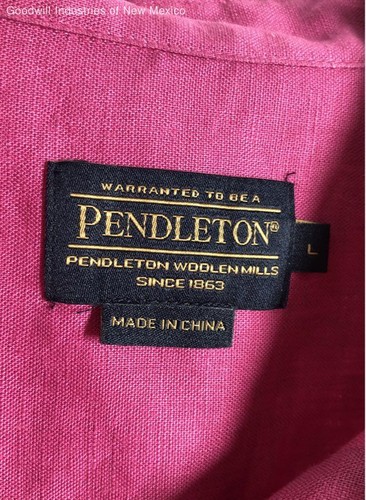 Goodwill Industries of New Mexico
WARRANTED TO BE A
PENDLETON®
L
PENDLETON WOOLEN MILLS
SINCE 1863
MADE IN CHINA